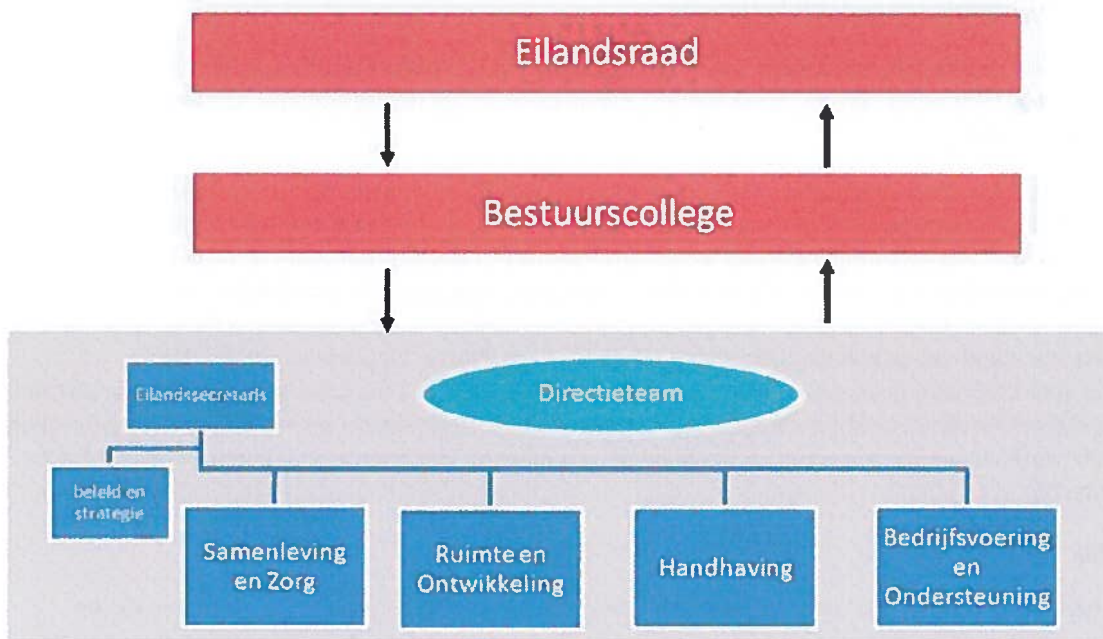 Eilandsraad
Bestuurscollege
Eilandssecretaris
Directieteam
beleid en
strategie
Samenleving
en Zorg
Ruimte en
Ontwikkeling
Handhaving
Bedrijfsvoering
en
Ondersteuning